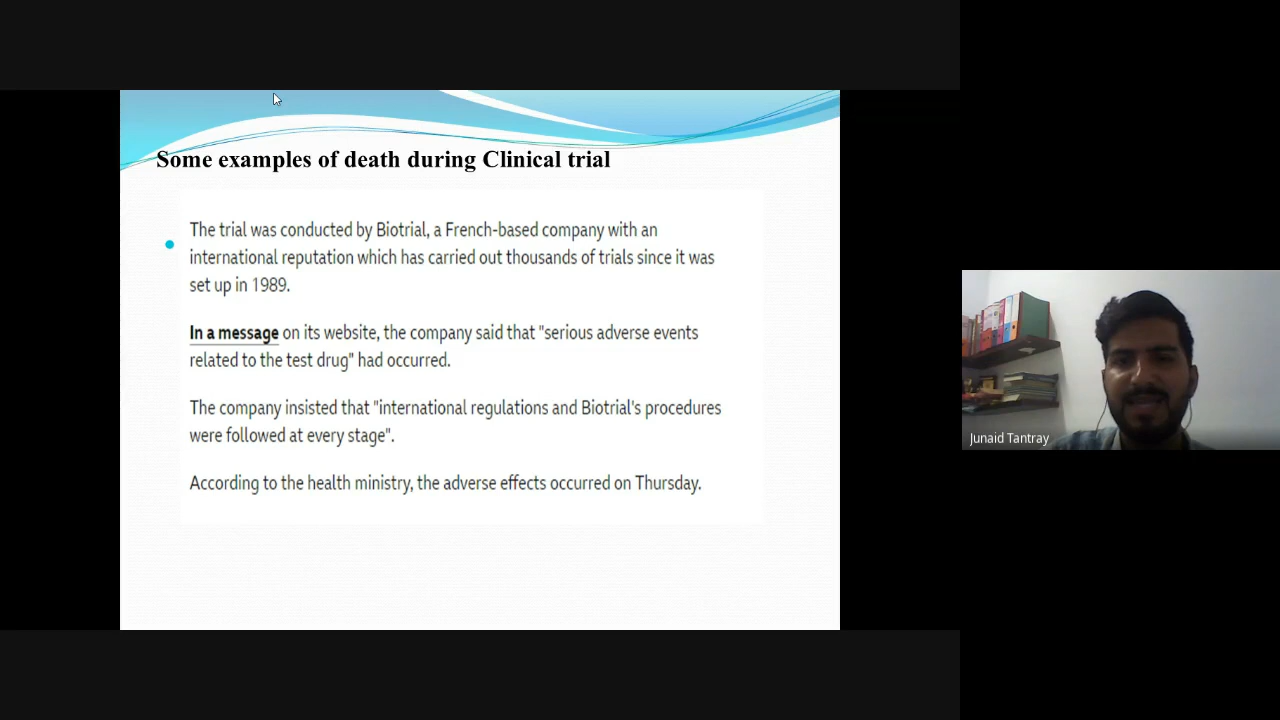 Some examples of death during Clinical trial
The trial was conducted by Biotrial, a French-based company with an
international reputation which has carried out thousands of trials since it was
set up in 1989.
In a message on its website, the company said that "serious adverse events
related to the test drug" had occurred.
The company insisted that "international regulations and Biotrial's procedures
were followed at every stage".
According to the health ministry, the adverse effects occurred on Thursday.
Junaid Tantray